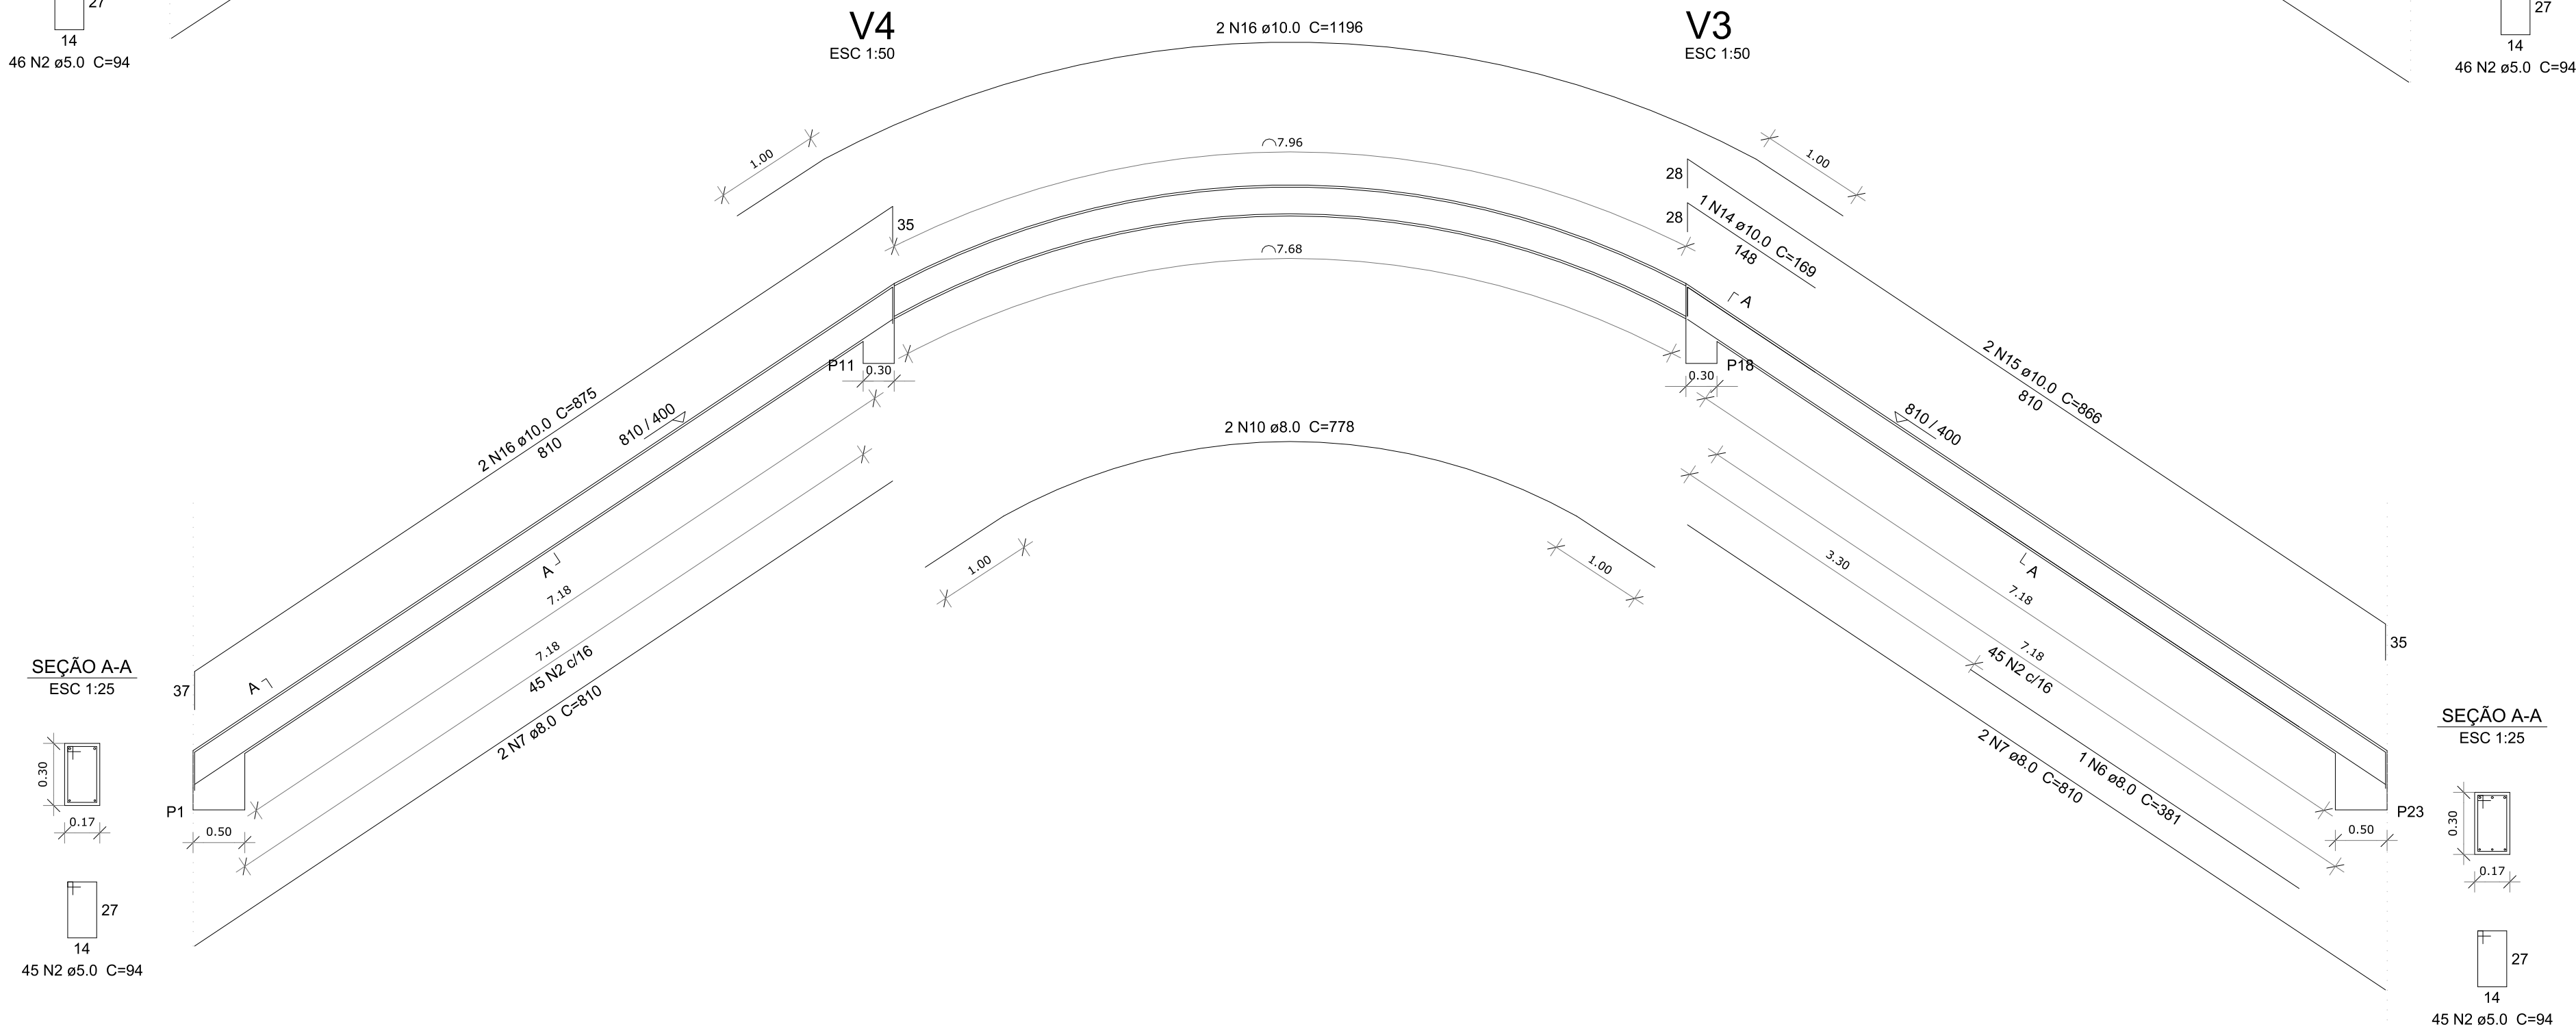 27
14
46 N2 ø5.0 C=94
V4
ESC 1:50
2 N16 ø10.0 C=1196
V3
ESC 1:50
27
14
46 N2 ø5.0 C=94
1.00
7.96
1.00
28
28
1 N14 ø10.0 C=169
148
35
7.68
A
P11
0.30
P18
0.30
2 N16 ø10.0 C=875
810
810 / 400
2 N10 ø8.0 C=778
810 / 400
2 N15 ø10.0 C=866
810
1.00
1.00
A
7.18
7.18
45 N2 c/16
2 N7 ø8.0 C=810
3.30
A
7.18
7.18
45 N2 c/16
1 N6 ø8.0 C=381
2 N7 ø8.0 C=810
35
37
A
SEÇÃO A-A
ESC 1:25
0.30
0.17
P1
0.50
27
14
45 N2 ø5.0 C=94
P23
0.50
SEÇÃO A-A
ESC 1:25
0.30
0.17
27
14
45 N2 ø5.0 C=94